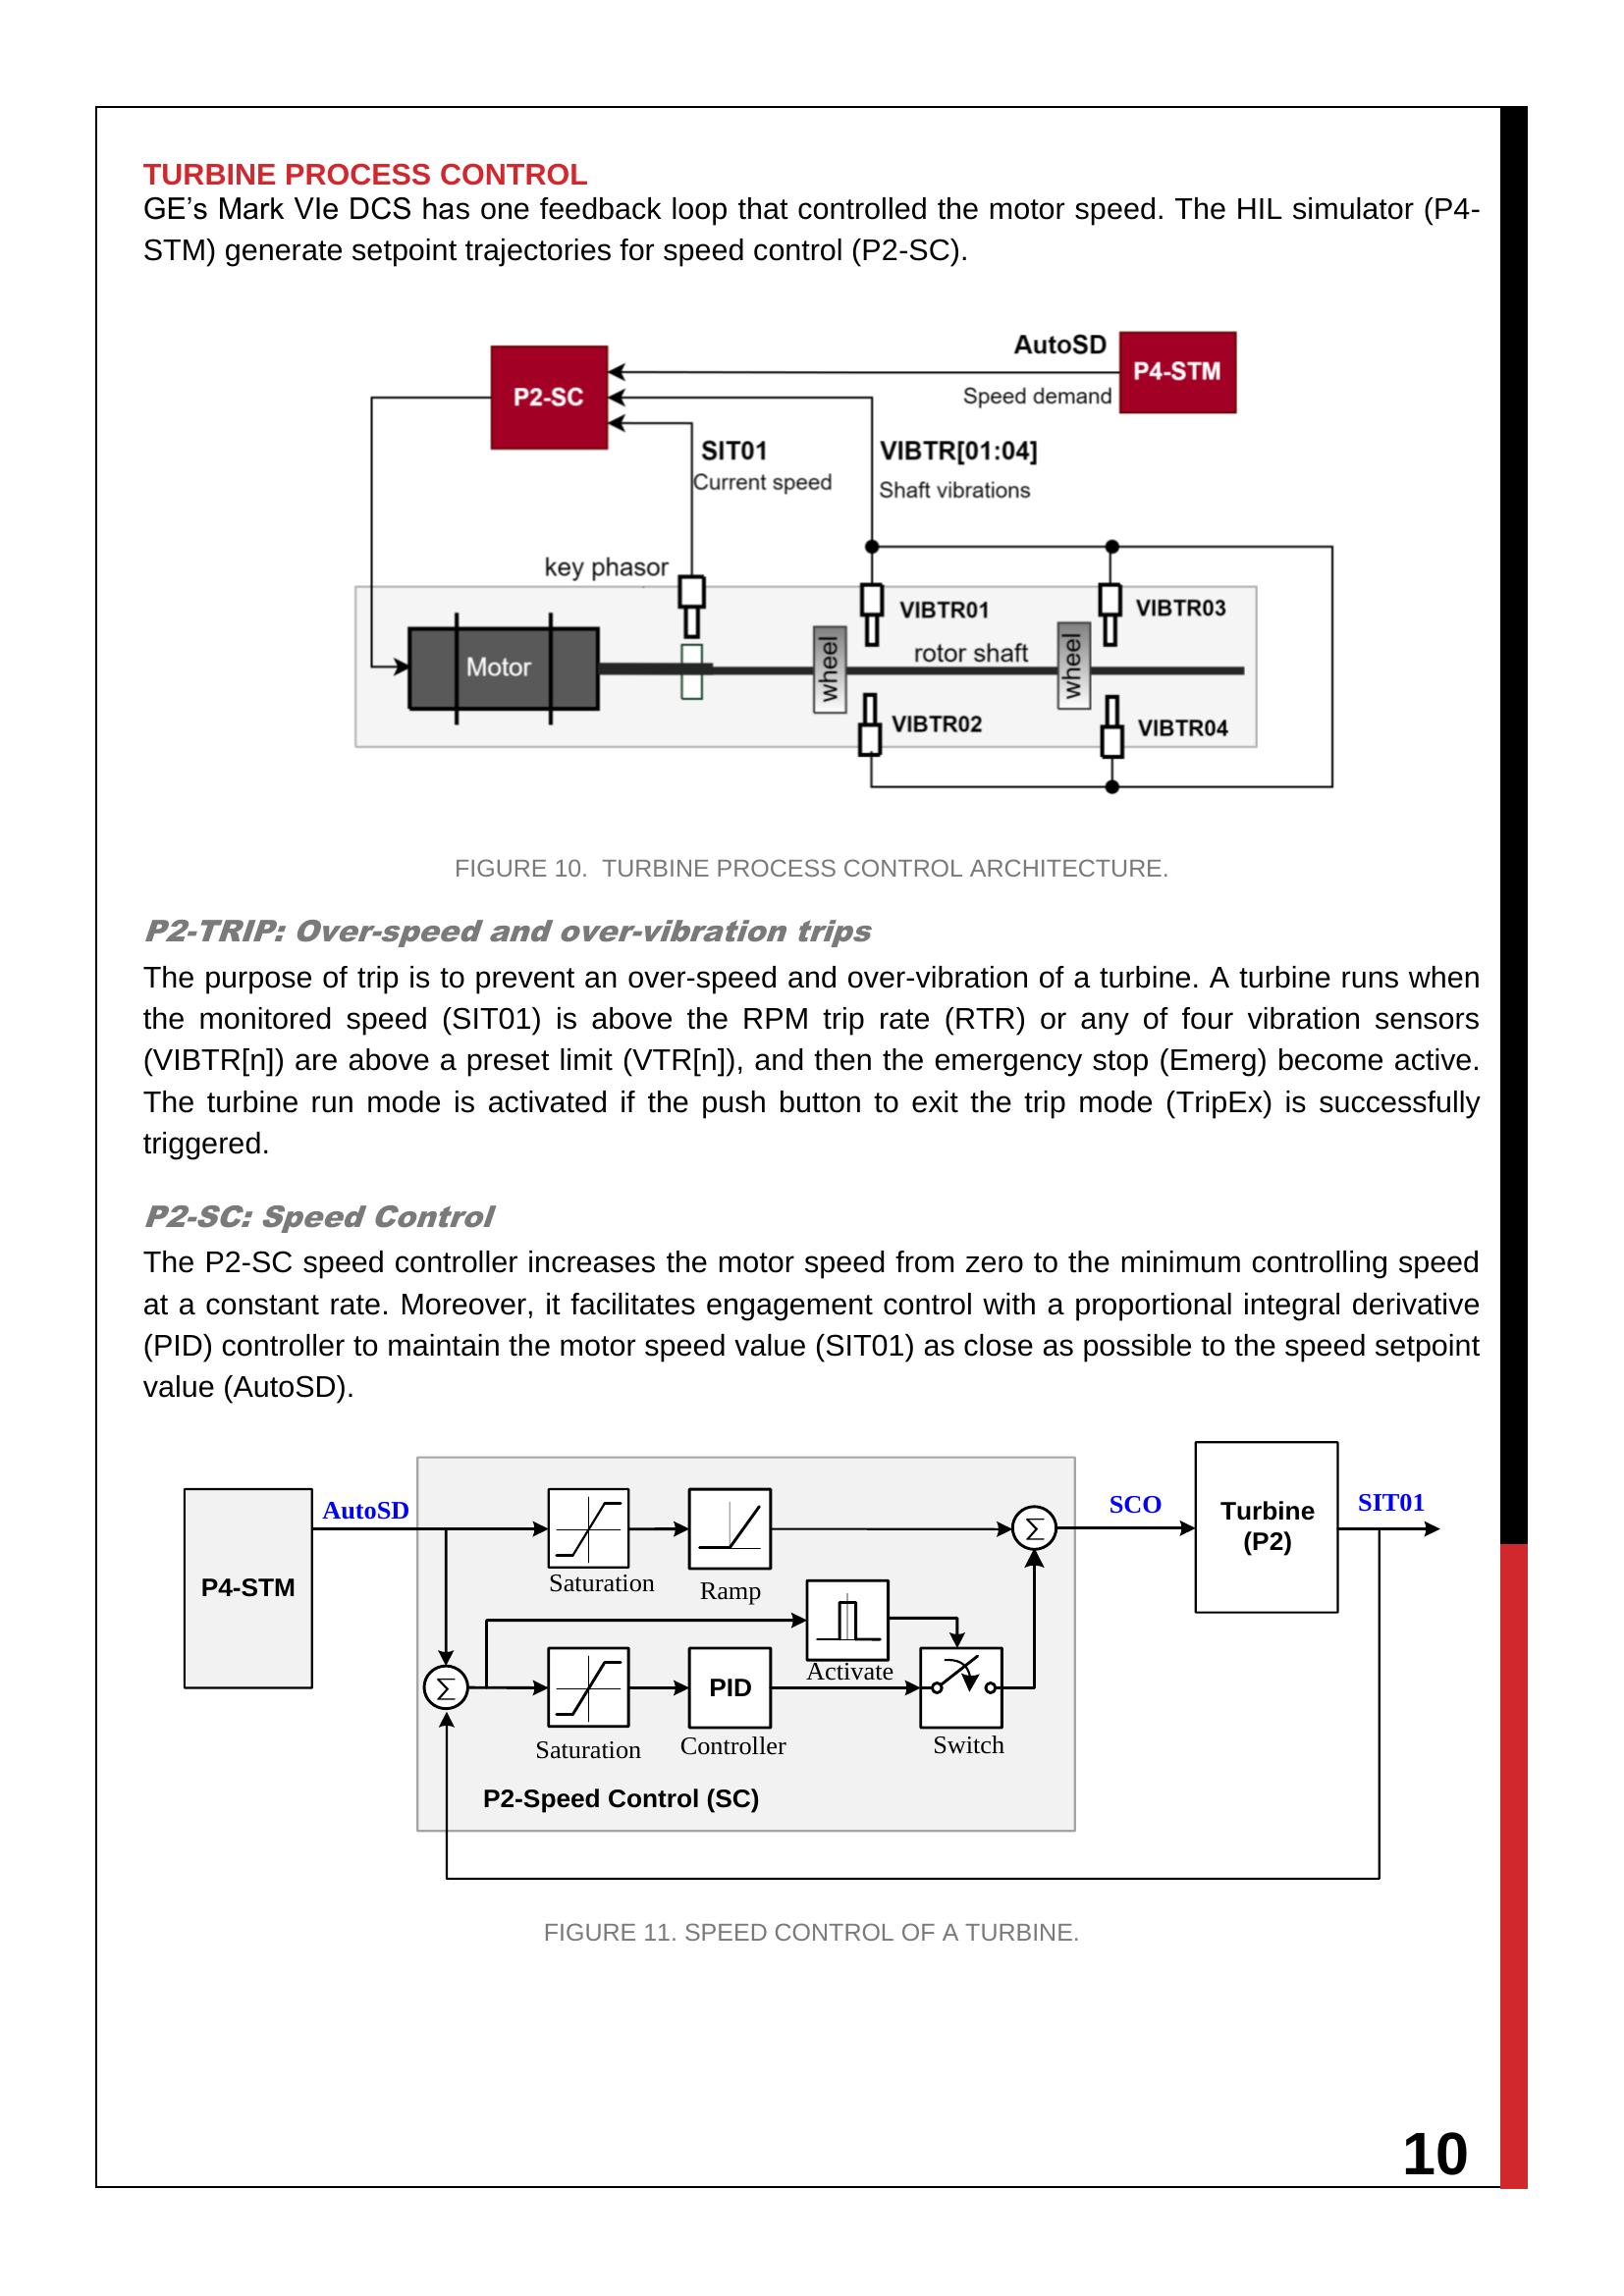 TURBINE PROCESS CONTROL
GE’s Mark VIe DCS has one feedback loop that controlled the motor speed. The HIL simulator (P4-
STM) generate setpoint trajectories for speed control (P2-SC).
AutoSD
P4-STM
P2-SC
Speed demand
SIT01
VIBTR[01:04]
Current speed
Shaft vibrations
key phasor
VIBTR01
VIBTR03
Motor
wheel
rotor shaft
wheel
VIBTR02
VIBTR04
FIGURE 10. TURBINE PROCESS CONTROL ARCHITECTURE.
P2-TRIP: Over-speed and over-vibration trips
The purpose of trip is to prevent an over-speed and over-vibration of a turbine. A turbine runs when
the monitored speed (SIT01) is above the RPM trip rate (RTR) or any of four vibration sensors
(VIBTR[n]) are above a preset limit (VTR[n]), and then the emergency stop (Emerg) become active.
The turbine run mode is activated if the push button to exit the trip mode (TripEx) is successfully
triggered.
P2-SC: Speed Control
The P2-SC speed controller increases the motor speed from zero to the minimum controlling speed
at a constant rate. Moreover, it facilitates engagement control with a proportional integral derivative
(PID) controller to maintain the motor speed value (SIT01) as close as possible to the speed setpoint
value (AutoSD).
AutoSD
SCO
Turbine
(P2)
SIT01
∑
P4-STM
Saturation
Ramp
Activate
∑
PID
Saturation
Controller
Switch
P2-Speed Control (SC)
FIGURE 11. SPEED CONTROL OF A TURBINE.
10